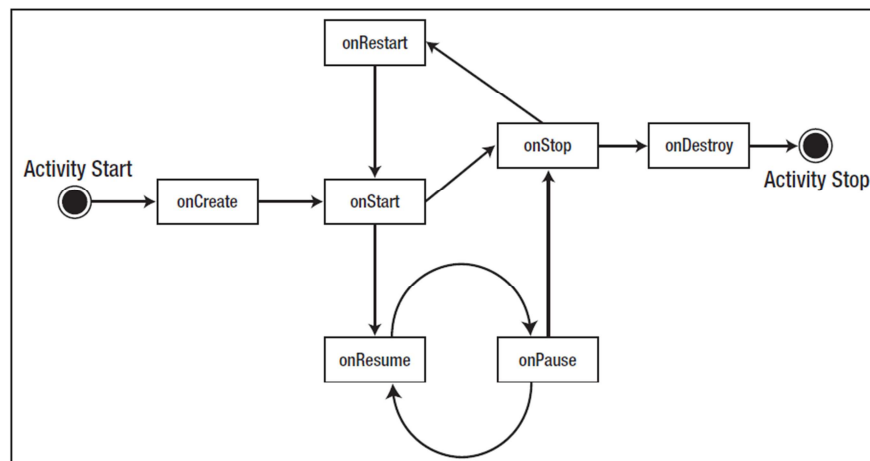 onRestart
onStop
onDestroy
Activity Start
Activity Stop
onCreate
onStart
onResume
onPause